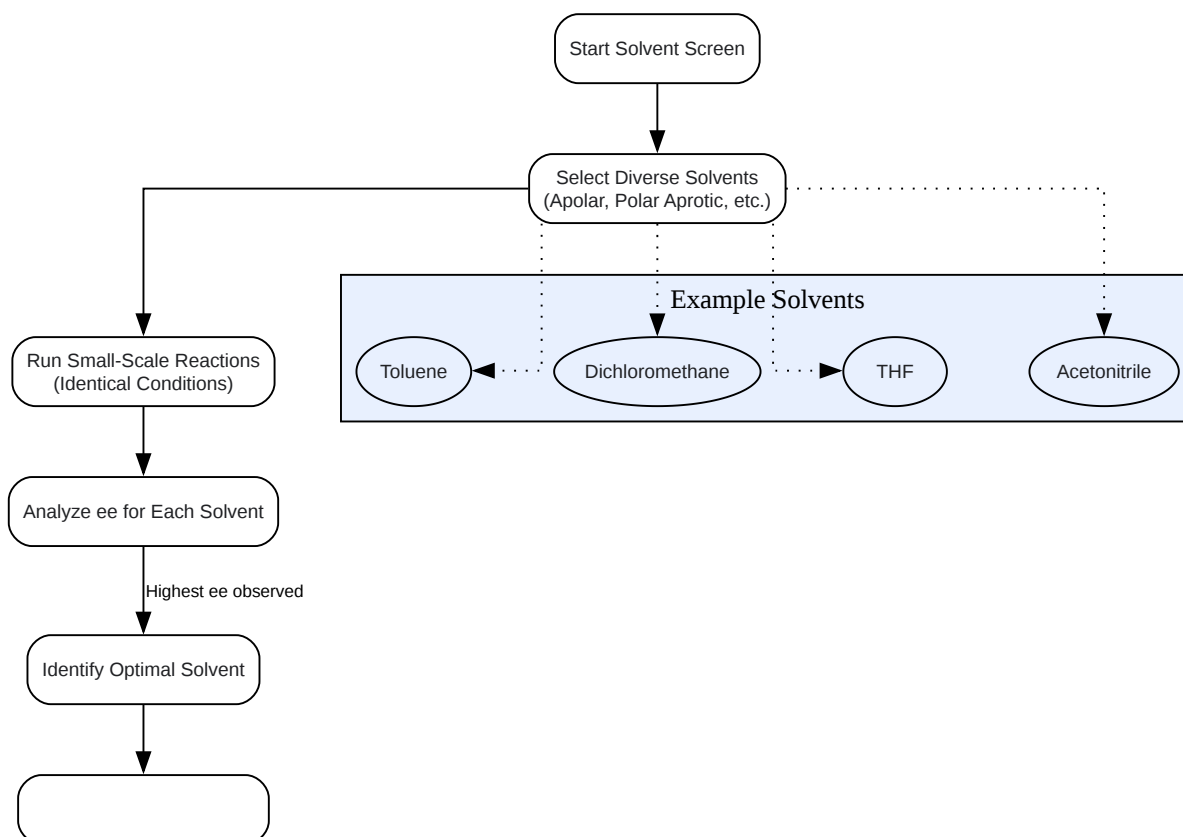 Start Solvent Screen
Select Diverse Solvents
(Apolar, Polar Aprotic, etc.)
Example Solvents
Toluene
Dichloromethane
THF
Acetonitrile
Run Small-Scale Reactions
(Identical Conditions)
Analyze ee for Each Solvent
Highest ee observed
Identify Optimal Solvent